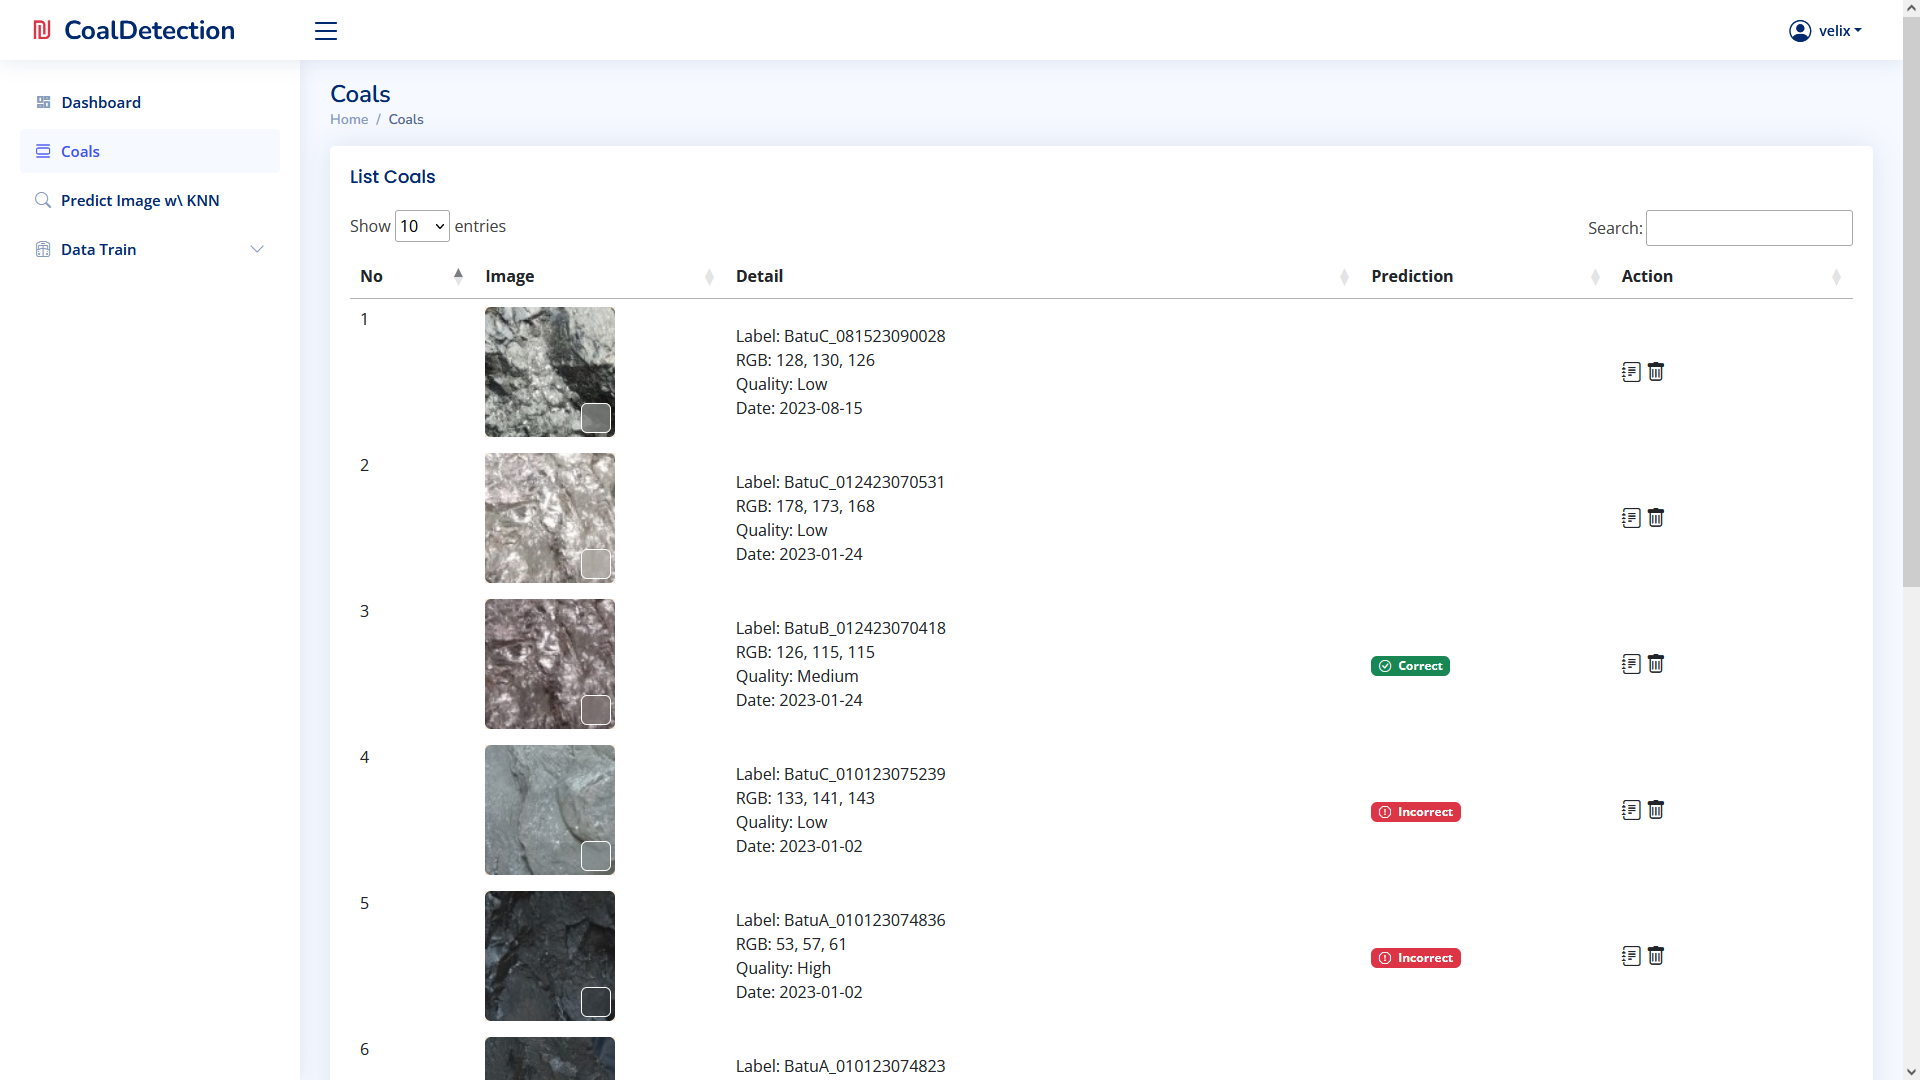 CoalDetection
velix
Dashboard
Coals
Predict Image w\ KNN
Data Train
Coals
Home / Coals
List Coals
Show 10 entries
Search:
No Image Detail Prediction Action
1
Label: BatuC_081523090028
RGB: 128, 130, 126
Quality: Low
Date: 2023-08-15
2
Label: BatuC_012423070531
RGB: 178, 173, 168
Quality: Low
Date: 2023-01-24
3
Label: BatuB_012423070418
RGB: 126, 115, 115
Quality: Medium
Date: 2023-01-24
Correct
4
Label: BatuC_010123075239
RGB: 133, 141, 143
Quality: Low
Date: 2023-01-02
Incorrect
5
Label: BatuA_010123074836
RGB: 53, 57, 61
Quality: High
Date: 2023-01-02
Incorrect
6
Label: BatuA_010123074823